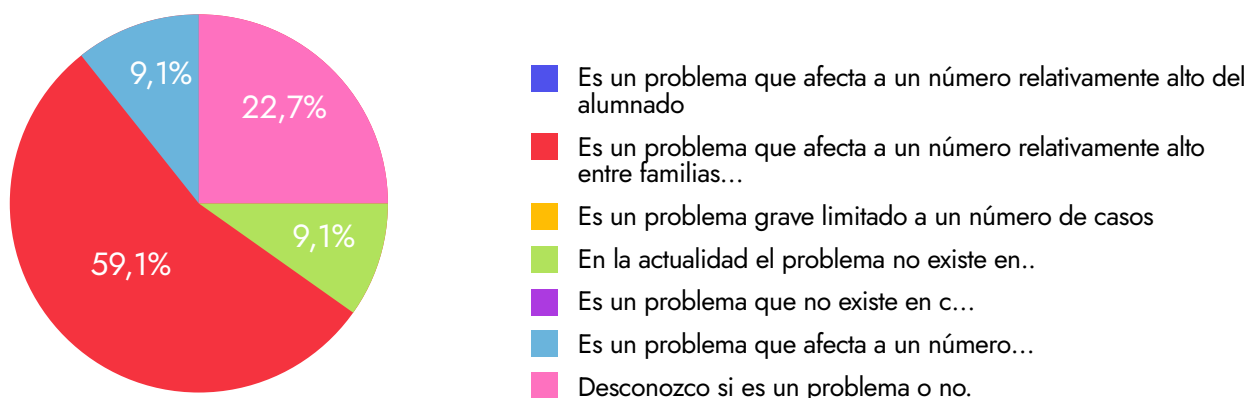 9,1%
22,7%
9,1%
59,1%
Es un problema que afecta a un número relativamente alto del
alumnado
Es un problema que afecta a un número relativamente alto
entre familias...
Es un problema grave limitado a un número de casos
En la actualidad el problema no existe en..
Es un problema que no existe en c...
Es un problema que afecta a un número...
Desconozco si es un problema o no.